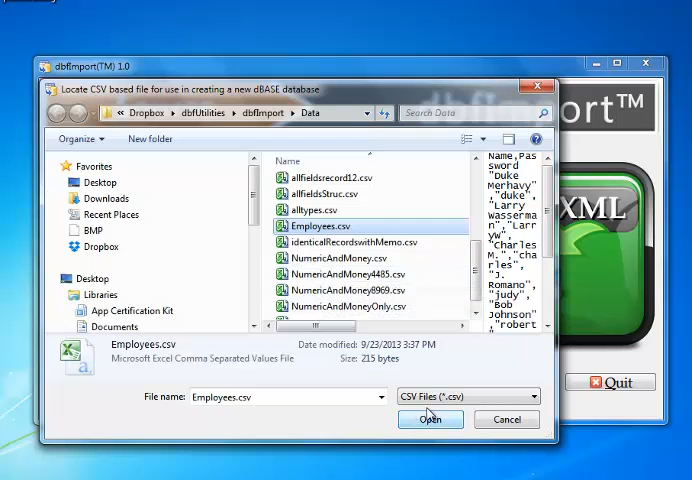 dbfImport(TM) 1.0
Locate CSV based file for use in creating a new dBASE database
« Dropbox ▸ dbfUtilities ▸ dbfImport ▸ Data
Search Data
ort™
Organize
New folder
Favorites
Desktop
Downloads
Recent Places
BMP
Dropbox
Desktop
Libraries
App Certification Kit
Documents
Name
allfieldsrecord12.csv
allfieldsStruc.csv
alltypes.csv
Employees.csv
identicalRecordswithMemo.csv
NumericAndMoney.csv
NumericAndMoney4485.csv
NumericAndMoney8969.csv
NumericAndMoneyOnly.csv
Name,Pas
sword
"Duke
Merhavy"
,"duke",
"Larry
Wasserma
n","Larr
yw",
"Charles
M.","cha
rles",
"J.
Romano",
"judy",
"Bob
Johnson"
,"robert
XML
Employees.csv
Date modified: 9/23/2013 3:37 PM
Microsoft Excel Comma Separated Values File
Size: 215 bytes
File name:
Employees.csv
CSV Files (*.csv)
Open
Cancel
Quit